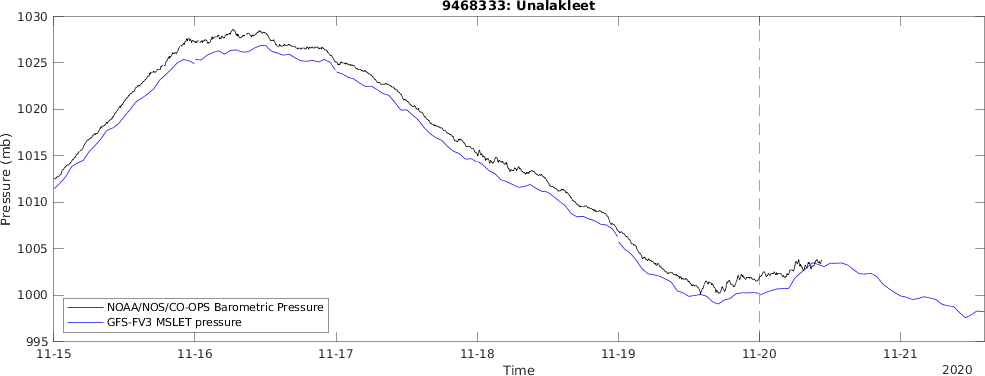 9468333: Unalakleet
1030
1025
1020
1015
1010
1005
1000
995
Pressure (mb)
NOAA/NOS/CO-OPS Barometric Pressure
GFS-FV3 MSLET pressure
11-15 11-16 11-17 11-18 11-19 11-20 11-21
Time
2020